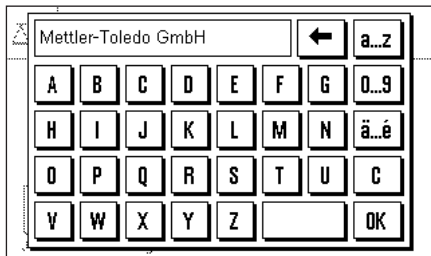 Mettler-Toledo GmbH a...z
A B C D E F G 0...9
H I J K L M N ä...é
O P Q R S T U C
V W X Y Z OK